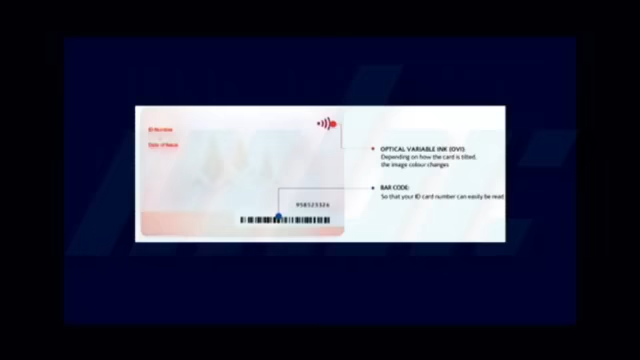 ID Number
Date of Issue
OPTICAL VARIABLE INK (OVI):
Depending on how the card is tilted,
the image colour changes
BAR CODE:
So that your ID card number can easily be read
958523326